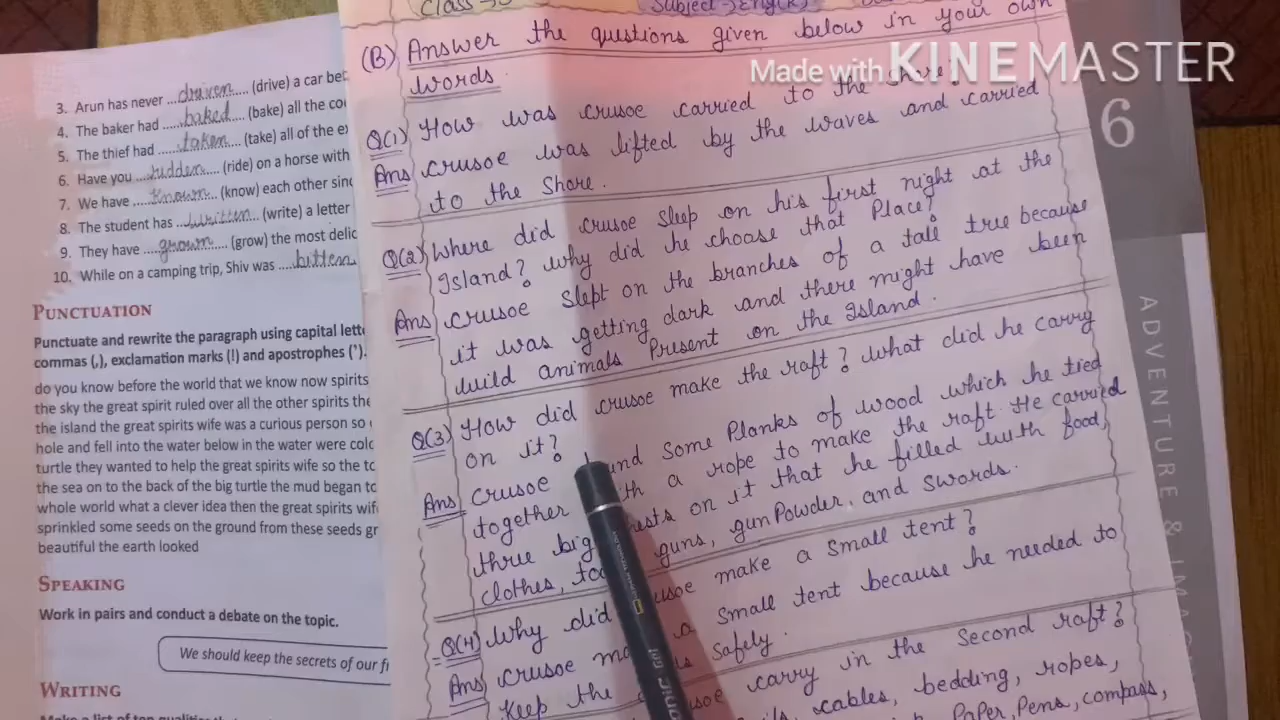 Class → 
Subject → Eng(R)
(B) Answer the questions given below in your own
words.
Made with KINEMASTER
Q(1) How was crusoe carried to the shore?
Ans crusoe was lifted by the waves and carried
to the Shore.
Q(2) Where did crusoe sleep on his first night at the
Island? Why did he choose that Place?
Ans crusoe slept on the branches of a tall tree because
it was getting dark and there might have been
wild animals Present on the Island.
Q(3) How did crusoe make the raft? What did he carry
on it?
Ans crusoe some Planks of wood which he tied
together a rope to make the raft. He carried
three big on it that he filled with food,
clothes, guns, gunPowder, and swords.
Q(4) Why did make a small tent?
Ans crusoe a small tent because he needed to
keep the safely.
carry in the second raft?
cables, bedding, ropes,
Paper, Pens, compass,
3. Arun has never ...driven... (drive) a car
4. The baker had ...baked... (bake) all the
5. The thief had ...taken... (take) all of the
6. Have you ...ridden... (ride) on a horse with
7. We have ...known... (know) each other
8. The student has ...written... (write) a letter
9. They have ...grown... (grow) the most
10. While on a camping trip, Shiv was ...bitten
PUNCTUATION
Punctuate and rewrite the paragraph using capital
commas (,), exclamation marks (!) and apostrophes (').
do you know before the world that we know now spirits
the sky the great spirit ruled over all the other spirits
the island the great spirits wife was a curious person so
hole and fell into the water below in the water were
turtle they wanted to help the great spirits wife so the
the sea on to the back of the big turtle the mud began
whole world what a clever idea then the great spirits
sprinkled some seeds on the ground from these seeds
beautiful the earth looked
SPEAKING
Work in pairs and conduct a debate on the topic.
We should keep the secrets of our
WRITING
6
ADVENTURE &